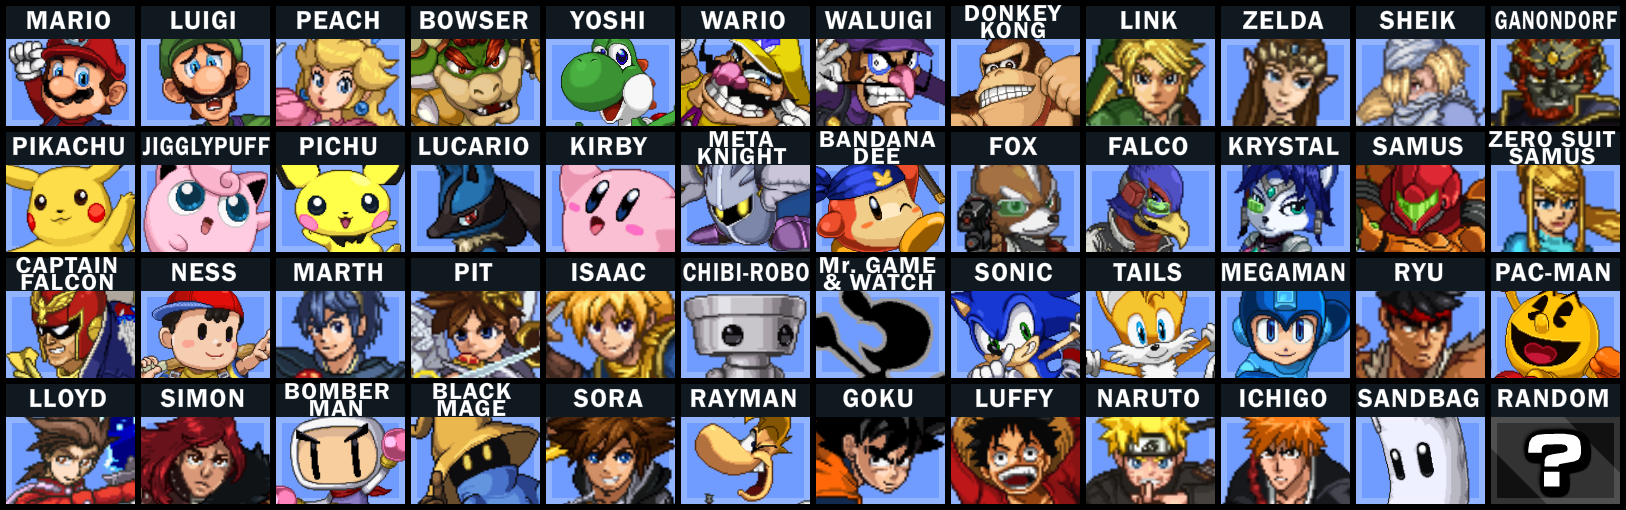 MARIO
LUIGI
PEACH
BOWSER
YOSHI
WARIO
WALUIGI
DONKEY
KONG
LINK
ZELDA
SHEIK
GANONDORF
PIKACHU
JIGGLYPUFF
PICHU
LUCARIO
KIRBY
META
KNIGHT
BANDANA
DEE
FOX
FALCO
KRYSTAL
SAMUS
ZERO SUIT
SAMUS
CAPTAIN
FALCON
NESS
MARTH
PIT
ISAAC
CHIBI-ROBO
Mr. GAME
& WATCH
SONIC
TAILS
MEGAMAN
RYU
PAC-MAN
LLOYD
SIMON
BOMBER
MAN
BLACK
MAGE
SORA
RAYMAN
GOKU
LUFFY
NARUTO
ICHIGO
SANDBAG
RANDOM
?